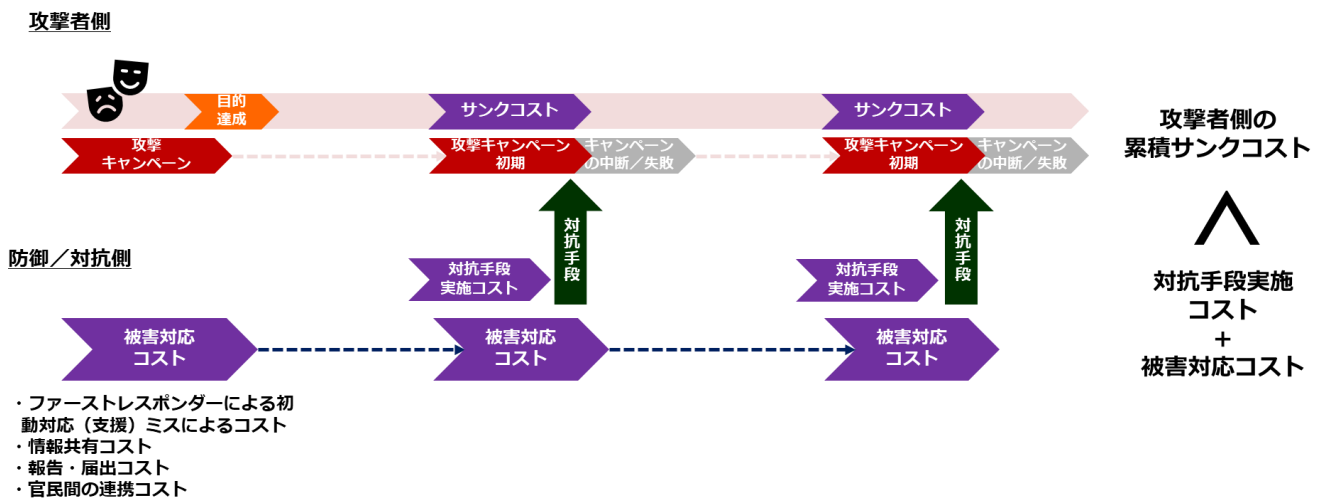 攻撃者側
目的
達成
サンクコスト
サンクコスト
攻撃
キャンペーン
攻撃キャンペーン
初期
キャンペーン
の中断／失敗
攻撃キャンペーン
初期
キャンペーン
の中断／失敗
攻撃者側の
累積サンクコスト
対抗手段
対抗手段
防御／対抗側
対抗手段
実施コスト
対抗手段
実施コスト
対抗手段実施
コスト
+
被害対応コスト
被害対応
コスト
被害対応
コスト
被害対応
コスト
・ファーストレスポンダーによる初
動対応（支援）ミスによるコスト
・情報共有コスト
・報告・届出コスト
・官民間の連携コスト